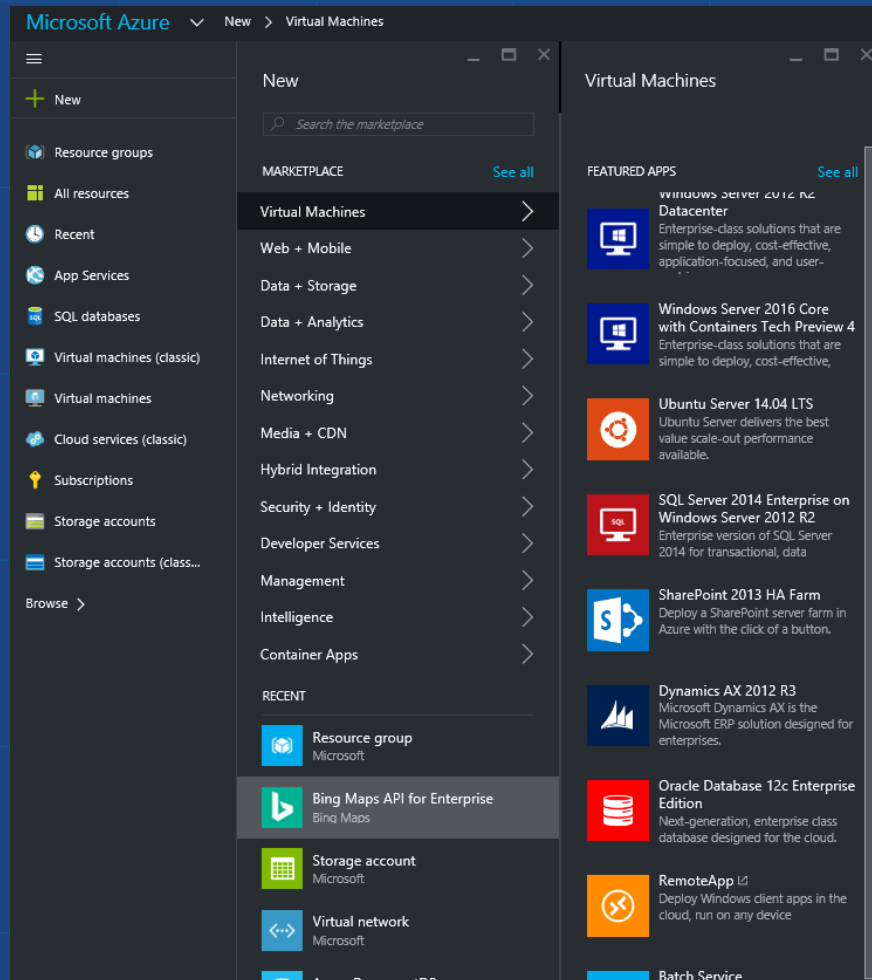 Microsoft Azure New Virtual Machines
New
Resource groups
All resources
Recent
App Services
SQL databases
Virtual machines (classic)
Virtual machines
Cloud services (classic)
Subscriptions
Storage accounts
Storage accounts (class...
Browse
New
Search the marketplace
MARKETPLACE See all
Virtual Machines
Web + Mobile
Data + Storage
Data + Analytics
Internet of Things
Networking
Media + CDN
Hybrid Integration
Security + Identity
Developer Services
Management
Intelligence
Container Apps
RECENT
Resource group
Microsoft
Bing Maps API for Enterprise
Bing Maps
Storage account
Microsoft
Virtual network
Microsoft
Virtual Machines
FEATURED APPS See all
Windows Server 2012 R2
Datacenter
Enterprise-class solutions that are
simple to deploy, cost-effective,
application-focused, and user-
Windows Server 2016 Core
with Containers Tech Preview 4
Enterprise-class solutions that are
simple to deploy, cost-effective,
Ubuntu Server 14.04 LTS
Ubuntu Server delivers the best
value scale-out performance
available.
SQL Server 2014 Enterprise on
Windows Server 2012 R2
Enterprise version of SQL Server
2014 for transactional, data
SharePoint 2013 HA Farm
Deploy a SharePoint server farm in
Azure with the click of a button.
Dynamics AX 2012 R3
Microsoft Dynamics AX is the
Microsoft ERP solution designed for
enterprises.
Oracle Database 12c Enterprise
Edition
Next-generation, enterprise class
database designed for the cloud.
RemoteApp
Deploy Windows client apps in the
cloud, run on any device
Batch Service